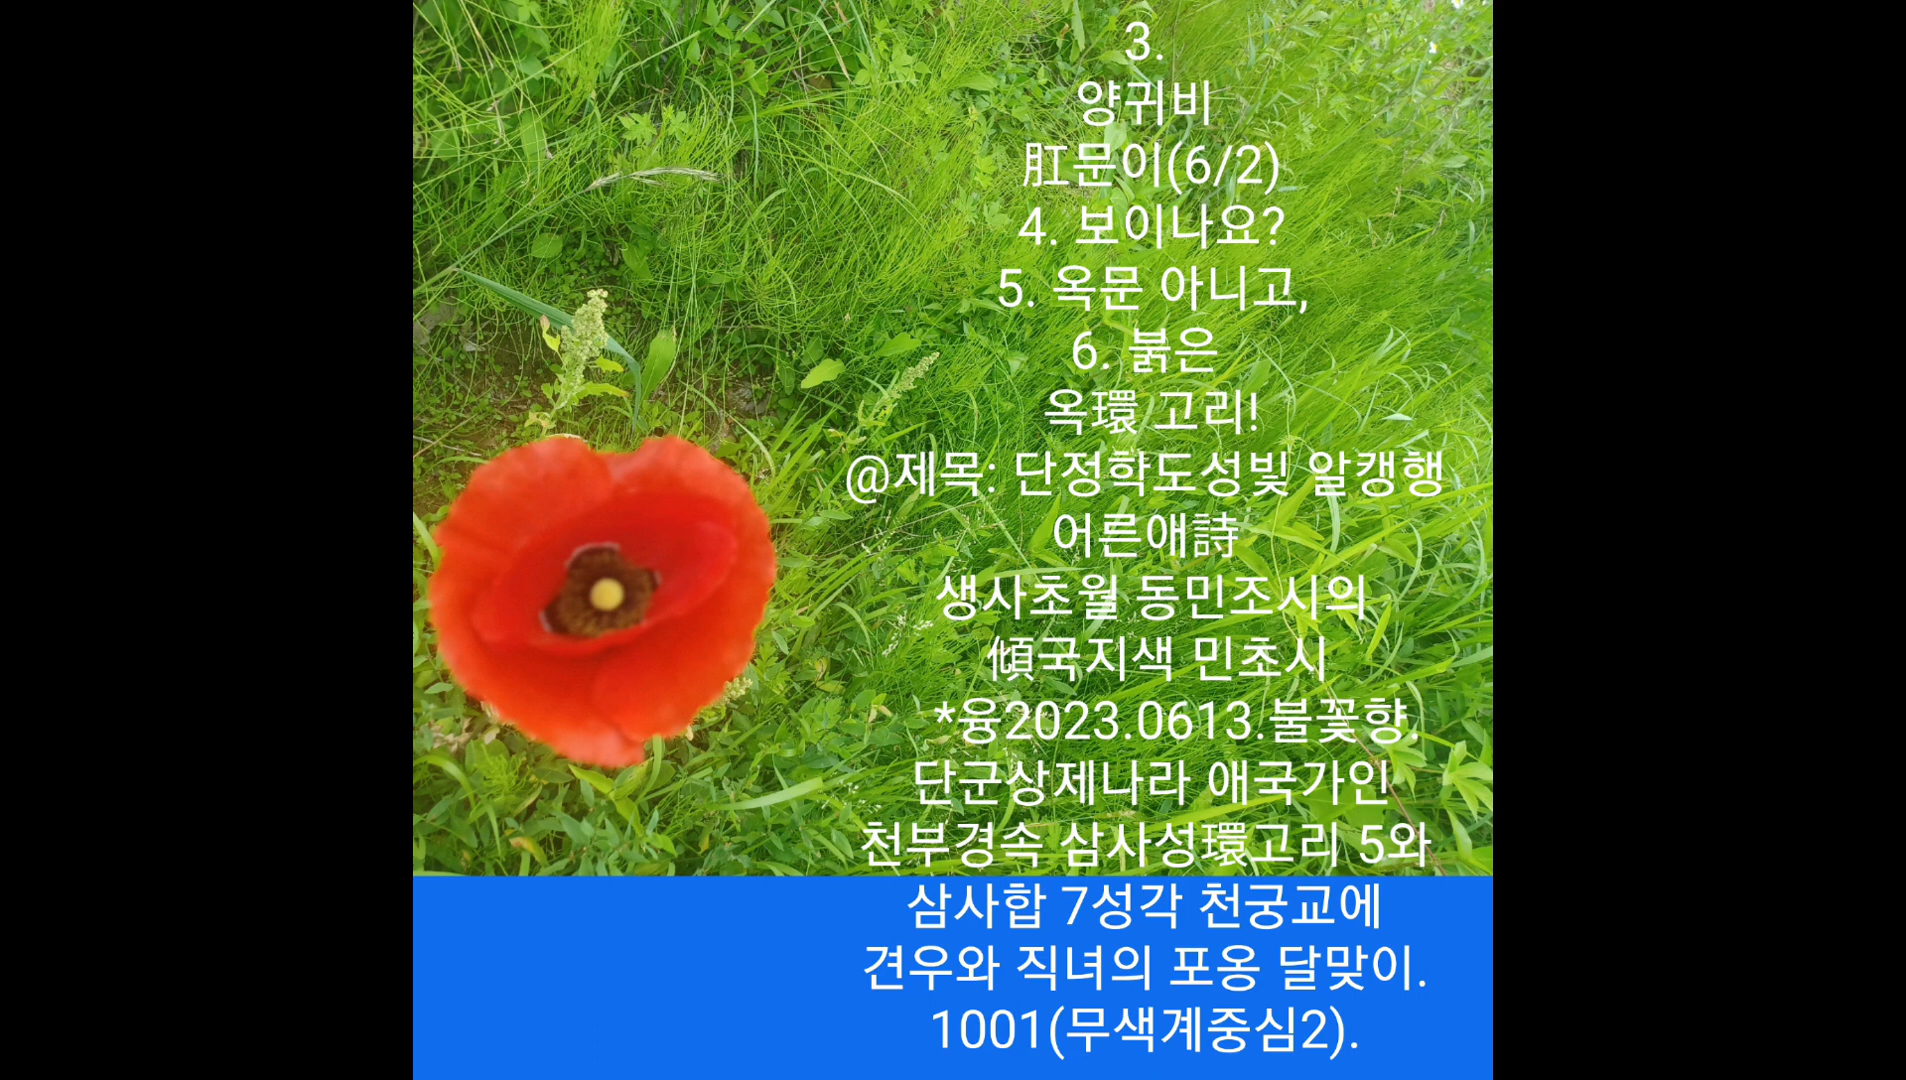 3.
양귀비
肛문이(6/2)
4. 보이나요?
5. 옥문 아니고,
6. 붉은
옥環 고리!
@제목: 단정학도성빛 알캥행
어른애詩
생사초월 동민조시의
傾국지색 민초시
*융2023.0613.불꽃향.
단군상제나라 애국가인
천부경속 삼사성環고리 5와
삼사합 7성각 천궁교에
견우와 직녀의 포옹 달맞이.
1001(무색계중심2).